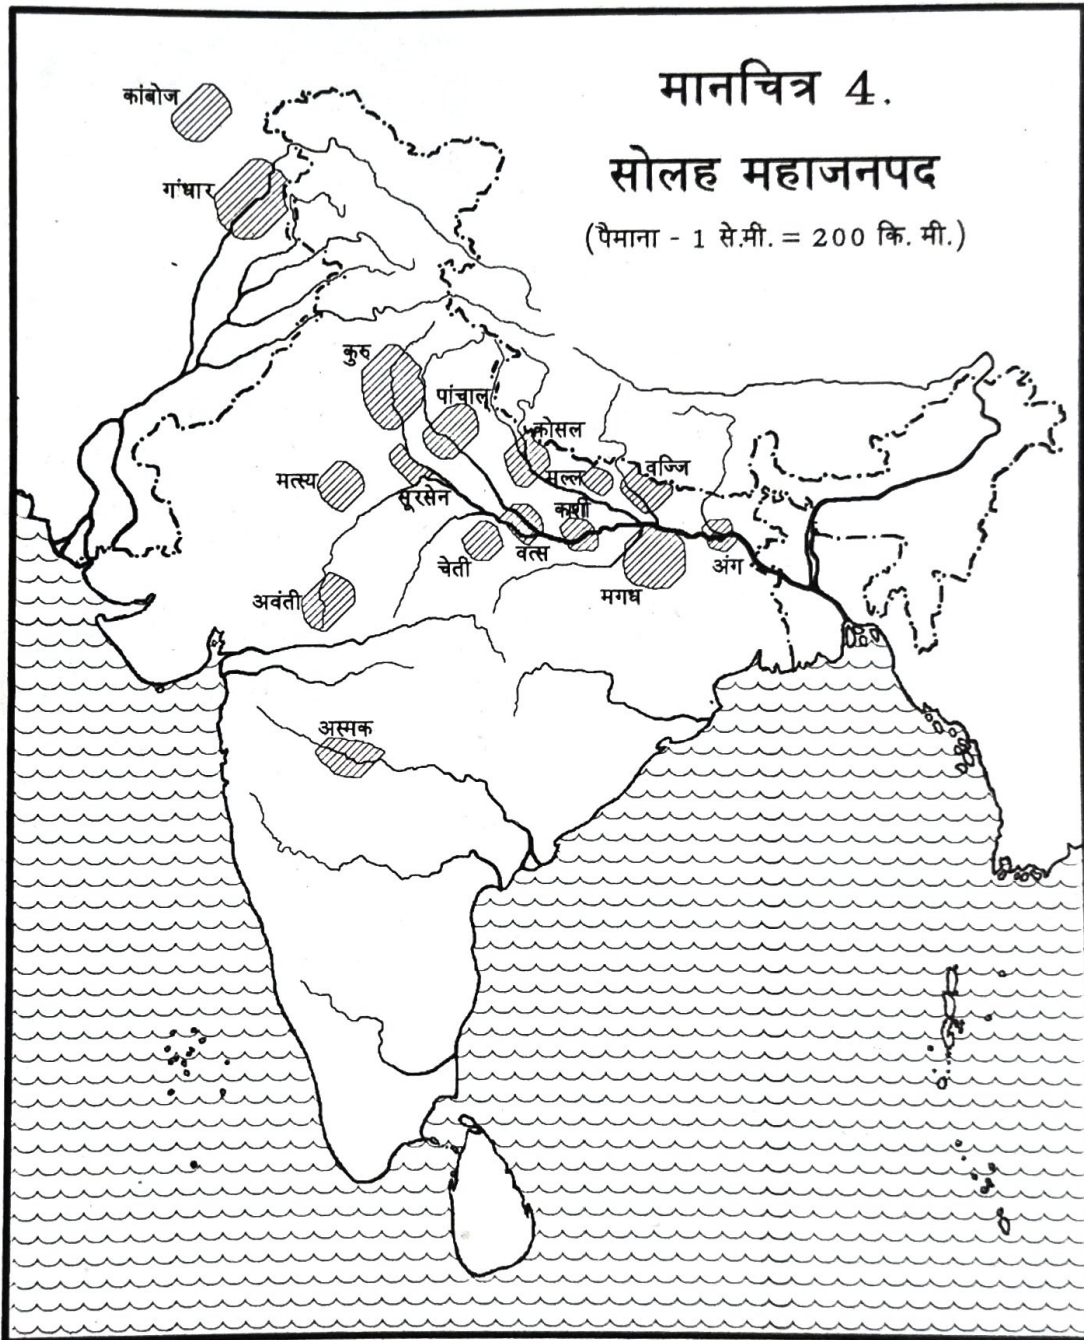 मानचित्र 4.
सोलह महाजनपद
(पैमाना - 1 से.मी. = 200 कि. मी.)
कांबोज
गंधार
कुरु
पांचाल
कोसल
मत्स्य
सूरसेन
मल्ल
वज्जि
काशी
चेती
वत्स
अंग
अवंती
मगध
अस्मक